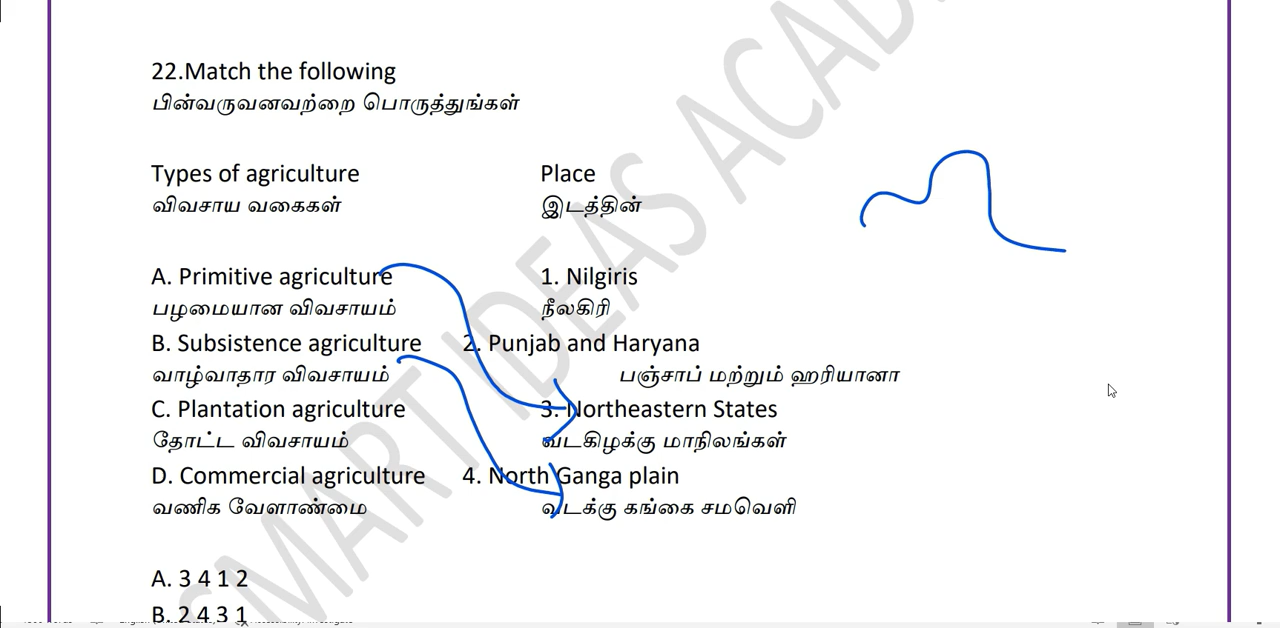 22.Match the following
பின்வருவனவற்றை பொருத்துங்கள்
Types of agriculture Place
விவசாய வகைகள் இடத்தின்
A. Primitive agriculture 1. Nilgiris
பழமையான விவசாயம் நீலகிரி
B. Subsistence agriculture 2. Punjab and Haryana
வாழ்வாதார விவசாயம் பஞ்சாப் மற்றும் ஹரியானா
C. Plantation agriculture 3. Northeastern States
தோட்ட விவசாயம் வடகிழக்கு மாநிலங்கள்
D. Commercial agriculture 4. North Ganga plain
வணிக வேளாண்மை வடக்கு கங்கை சமவெளி
A. 3 4 1 2
B. 2 4 3 1
SMART IDEAS ACAD